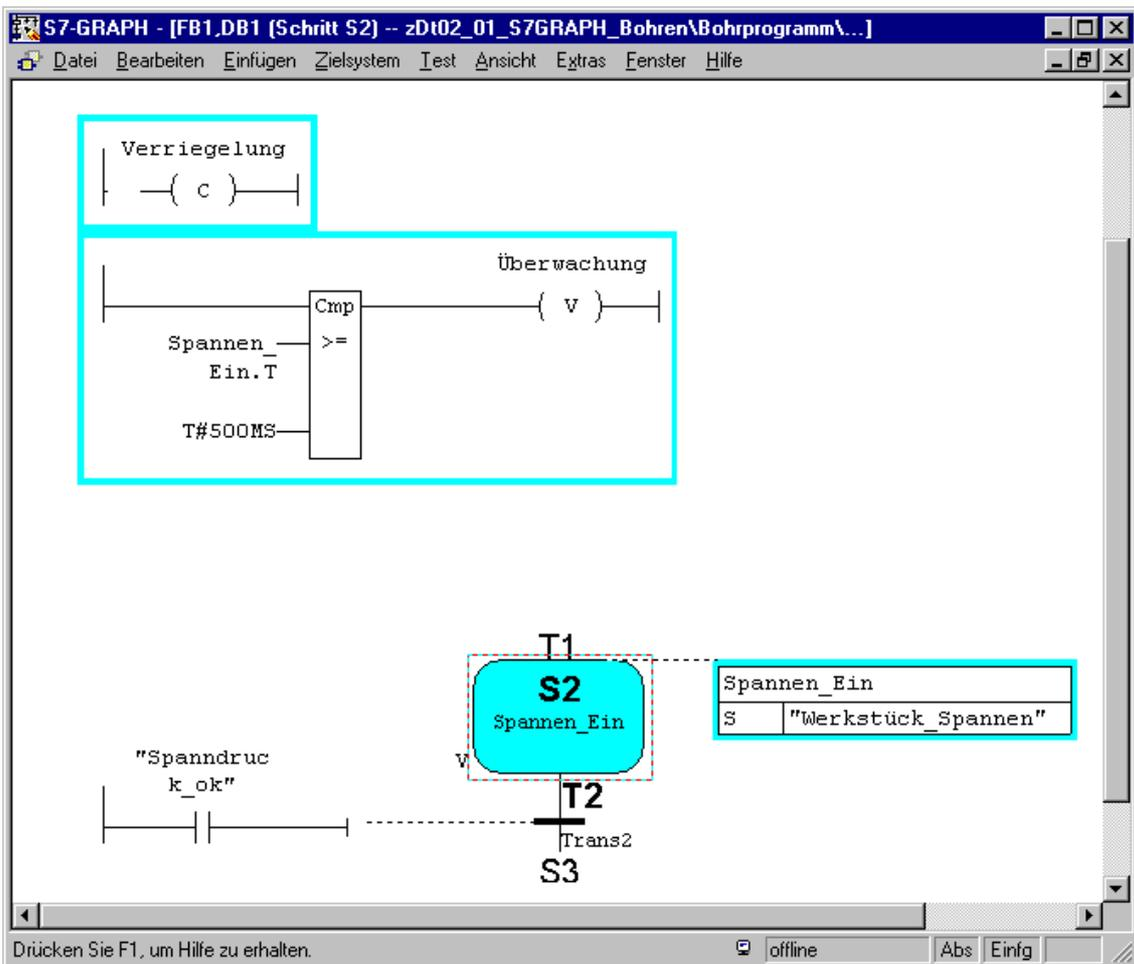 S7-GRAPH - [FB1,DB1 (Schritt S2) -- zDt02_01_S7GRAPH_Bohren\Bohrprogramm\...]
Datei Bearbeiten Einfügen Zielsystem Test Ansicht Extras Fenster Hilfe
Verriegelung
( C )
Überwachung
Cmp
( V )
Spannen_
>=
Ein.T
T#500MS
T1
S2
Spannen_Ein
Spannen_Ein
S "Werkstück_Spannen"
V
"Spanndruc
k_ok"
T2
Trans2
S3
Drücken Sie F1, um Hilfe zu erhalten.
offline
Abs
Einfg